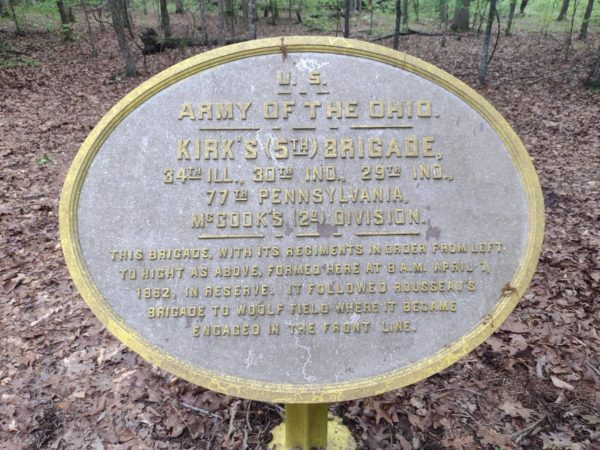 U.S.
ARMY OF THE OHIO.
KIRK'S (5TH) BRIGADE,
34TH ILL., 30TH IND., 29TH IND.,
77TH PENNSYLVANIA,
MCCOOK'S (2D) DIVISION.
THIS BRIGADE, WITH ITS REGIMENTS IN ORDER FROM LEFT
TO RIGHT AS ABOVE, FORMED HERE AT 8 A.M. APRIL 7,
1862, IN RESERVE. IT FOLLOWED ROUSSEAU'S
BRIGADE TO WOOLF FIELD WHERE IT BECAME
ENGAGED IN THE FRONT LINE.